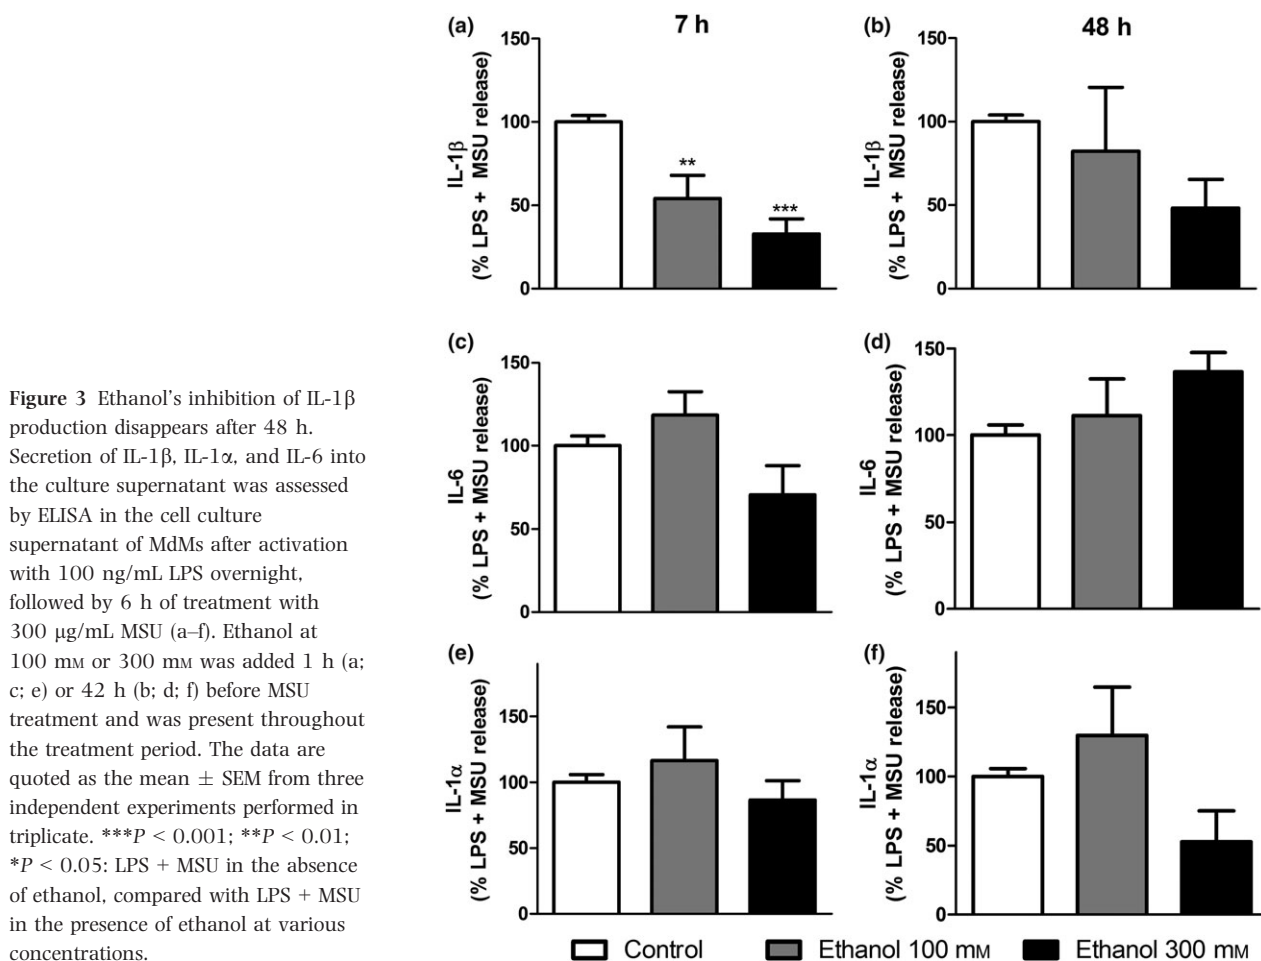 Figure 3 Ethanol's inhibition of IL-1β
production disappears after 48 h.
Secretion of IL-1β, IL-1α, and IL-6 into
the culture supernatant was assessed
by ELISA in the cell culture
supernatant of MdMs after activation
with 100 ng/mL LPS overnight,
followed by 6 h of treatment with
300 μg/mL MSU (a–f). Ethanol at
100 mM or 300 mM was added 1 h (a;
c; e) or 42 h (b; d; f) before MSU
treatment and was present throughout
the treatment period. The data are
quoted as the mean ± SEM from three
independent experiments performed in
triplicate. ***P < 0.001; **P < 0.01;
*P < 0.05: LPS + MSU in the absence
of ethanol, compared with LPS + MSU
in the presence of ethanol at various
concentrations.
(a)
7 h
IL-1β
(% LPS + MSU release)
150
100
50
0
**
***
(b)
48 h
IL-1β
(% LPS + MSU release)
150
100
50
0
(c)
IL-6
(% LPS + MSU release)
150
100
50
0
(d)
IL-6
(% LPS + MSU release)
150
100
50
0
(e)
IL-1α
(% LPS + MSU release)
150
100
50
0
(f)
IL-1α
(% LPS + MSU release)
150
100
50
0
Control
Ethanol 100 mM
Ethanol 300 mM